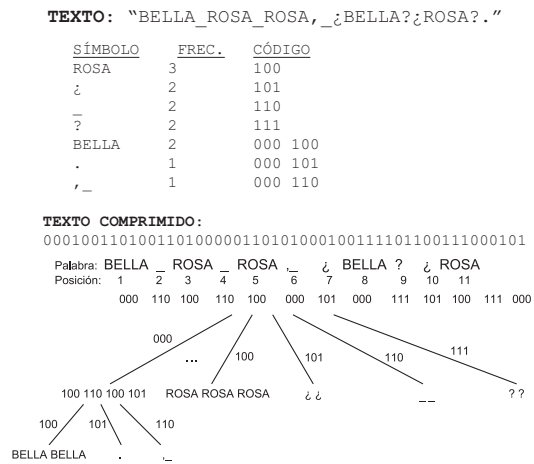 TEXTO: “BELLA_ROSA_ROSA,_¿BELLA?¿ROSA?.”
SÍMBOLO FREC. CÓDIGO
ROSA 3 100
¿ 2 101
_ 2 110
? 2 111
BELLA 2 000 100
. 1 000 101
,_ 1 000 110
TEXTO COMPRIMIDO:
000100110100110100000110101000100111101100111000101
Palabra: BELLA _ ROSA _ ROSA ,_ ¿ BELLA ? ¿ ROSA
Posición: 1 2 3 4 5 6 7 8 9 10 11
000 110 100 110 100 000 101 000 111 101 100 111 000
000 ... 100 101 110 111
100 110 100 101 ROSA ROSA ROSA ¿ ¿ _ _ ? ?
100 101 110
BELLA BELLA . ,_